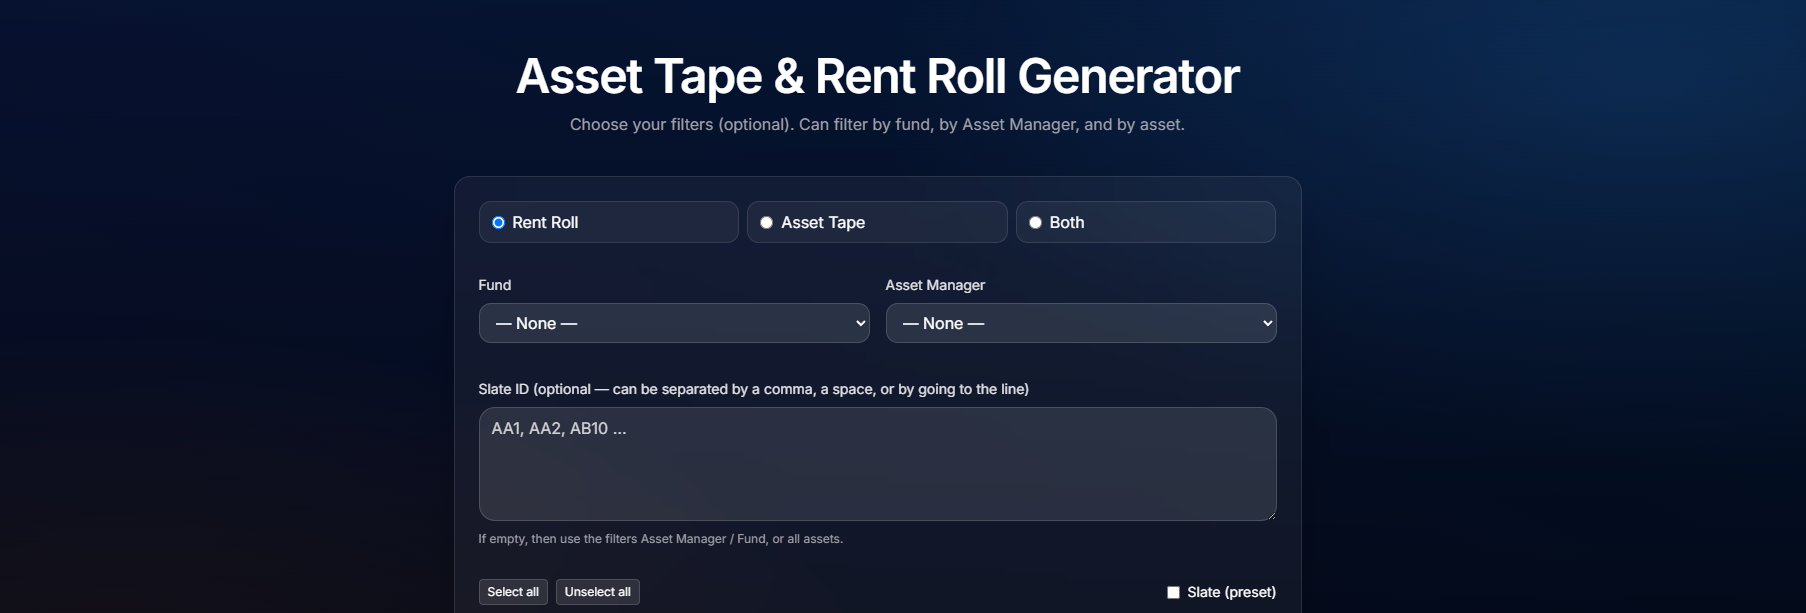 Asset Tape & Rent Roll Generator
Choose your filters (optional). Can filter by fund, by Asset Manager, and by asset.
Rent Roll
Asset Tape
Both
Fund
Asset Manager
— None —
— None —
Slate ID (optional — can be separated by a comma, a space, or by going to the line)
AA1, AA2, AB10 ...
If empty, then use the filters Asset Manager / Fund, or all assets.
Select all
Unselect all
Slate (preset)